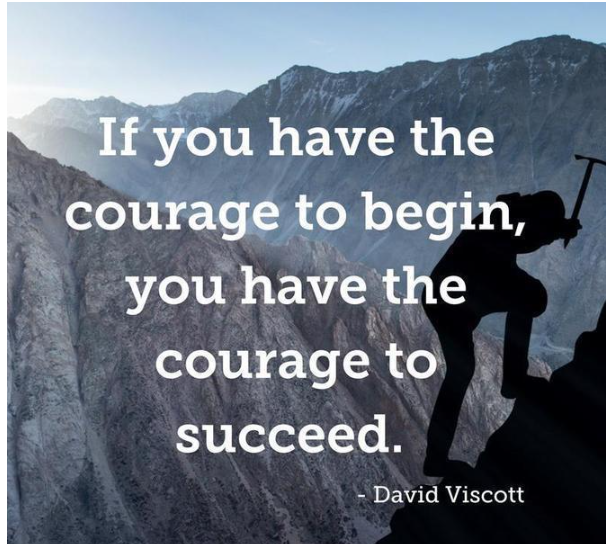 If you have the
courage to begin,
you have the
courage to
succeed.
- David Viscott